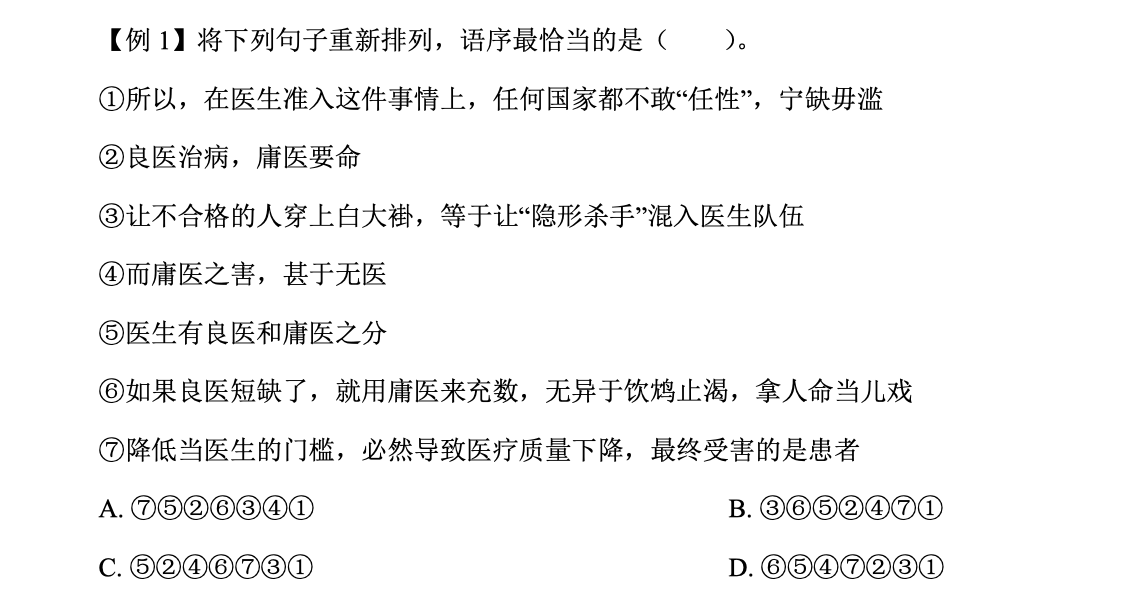 【例 1】将下列句子重新排列，语序最恰当的是（　　）。
①所以，在医生准入这件事情上，任何国家都不敢“任性”，宁缺毋滥
②良医治病，庸医要命
③让不合格的人穿上白大褂，等于让“隐形杀手”混入医生队伍
④而庸医之害，甚于无医
⑤医生有良医和庸医之分
⑥如果良医短缺了，就用庸医来充数，无异于饮鸩止渴，拿人命当儿戏
⑦降低当医生的门槛，必然导致医疗质量下降，最终受害的是患者
A. ⑦⑤②⑥③④① B. ③⑥⑤②④⑦①
C. ⑤②④⑥⑦③① D. ⑥⑤④⑦②③①